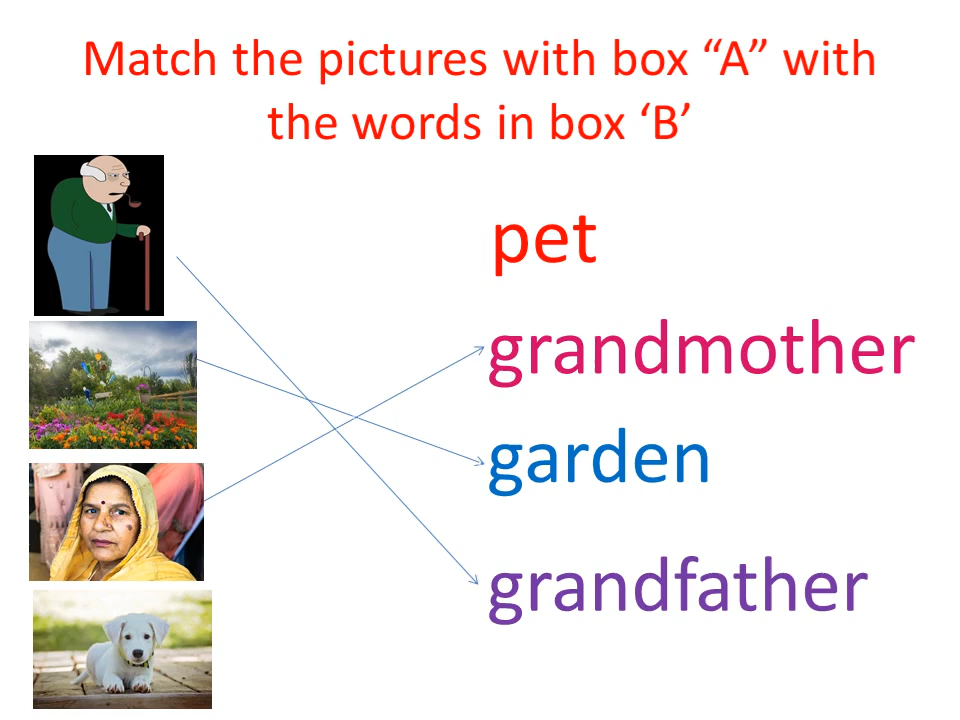 Match the pictures with box “A” with
the words in box ‘B’
pet
grandmother
garden
grandfather